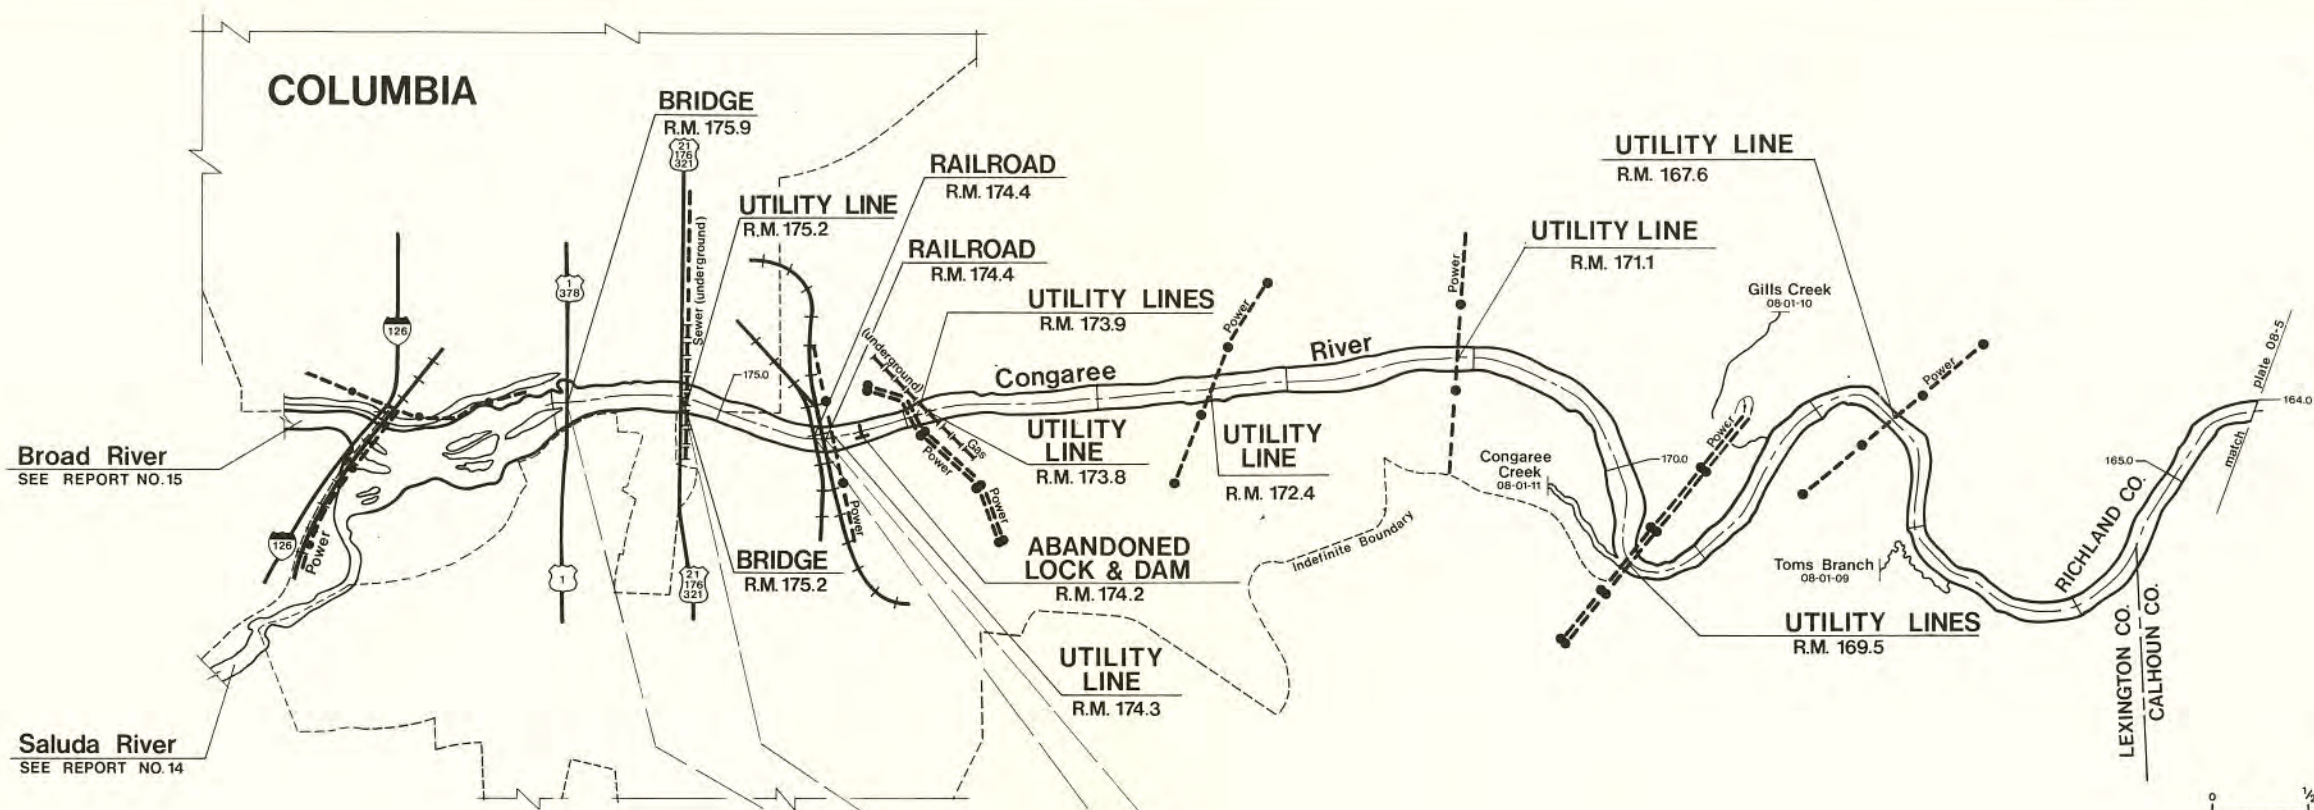 COLUMBIA
BRIDGE
R.M. 175.9
21
176
321
Sewer (underground)
UTILITY LINE
R.M. 175.2
RAILROAD
R.M. 174.4
RAILROAD
R.M. 174.4
UTILITY LINES
R.M. 173.9
(underground)
Gas
Power
Power
Power
UTILITY LINE
R.M. 167.6
UTILITY LINE
R.M. 171.1
Power
Power
Gills Creek
08-01-10
126
1
378
175.0
Congaree
River
Power
Power
plate 08-5
match
164.0
Broad River
SEE REPORT NO. 15
126
Power
UTILITY
LINE
R.M. 173.8
UTILITY
LINE
R.M. 172.4
Congaree
Creek
08-01-11
170.0
165.0
1
21
176
321
BRIDGE
R.M. 175.2
ABANDONED
LOCK & DAM
R.M. 174.2
Indefinite Boundary
Toms Branch
08-01-09
RICHLAND CO.
UTILITY LINES
R.M. 169.5
UTILITY
LINE
R.M. 174.3
LEXINGTON CO.
CALHOUN CO.
Saluda River
SEE REPORT NO. 14
0